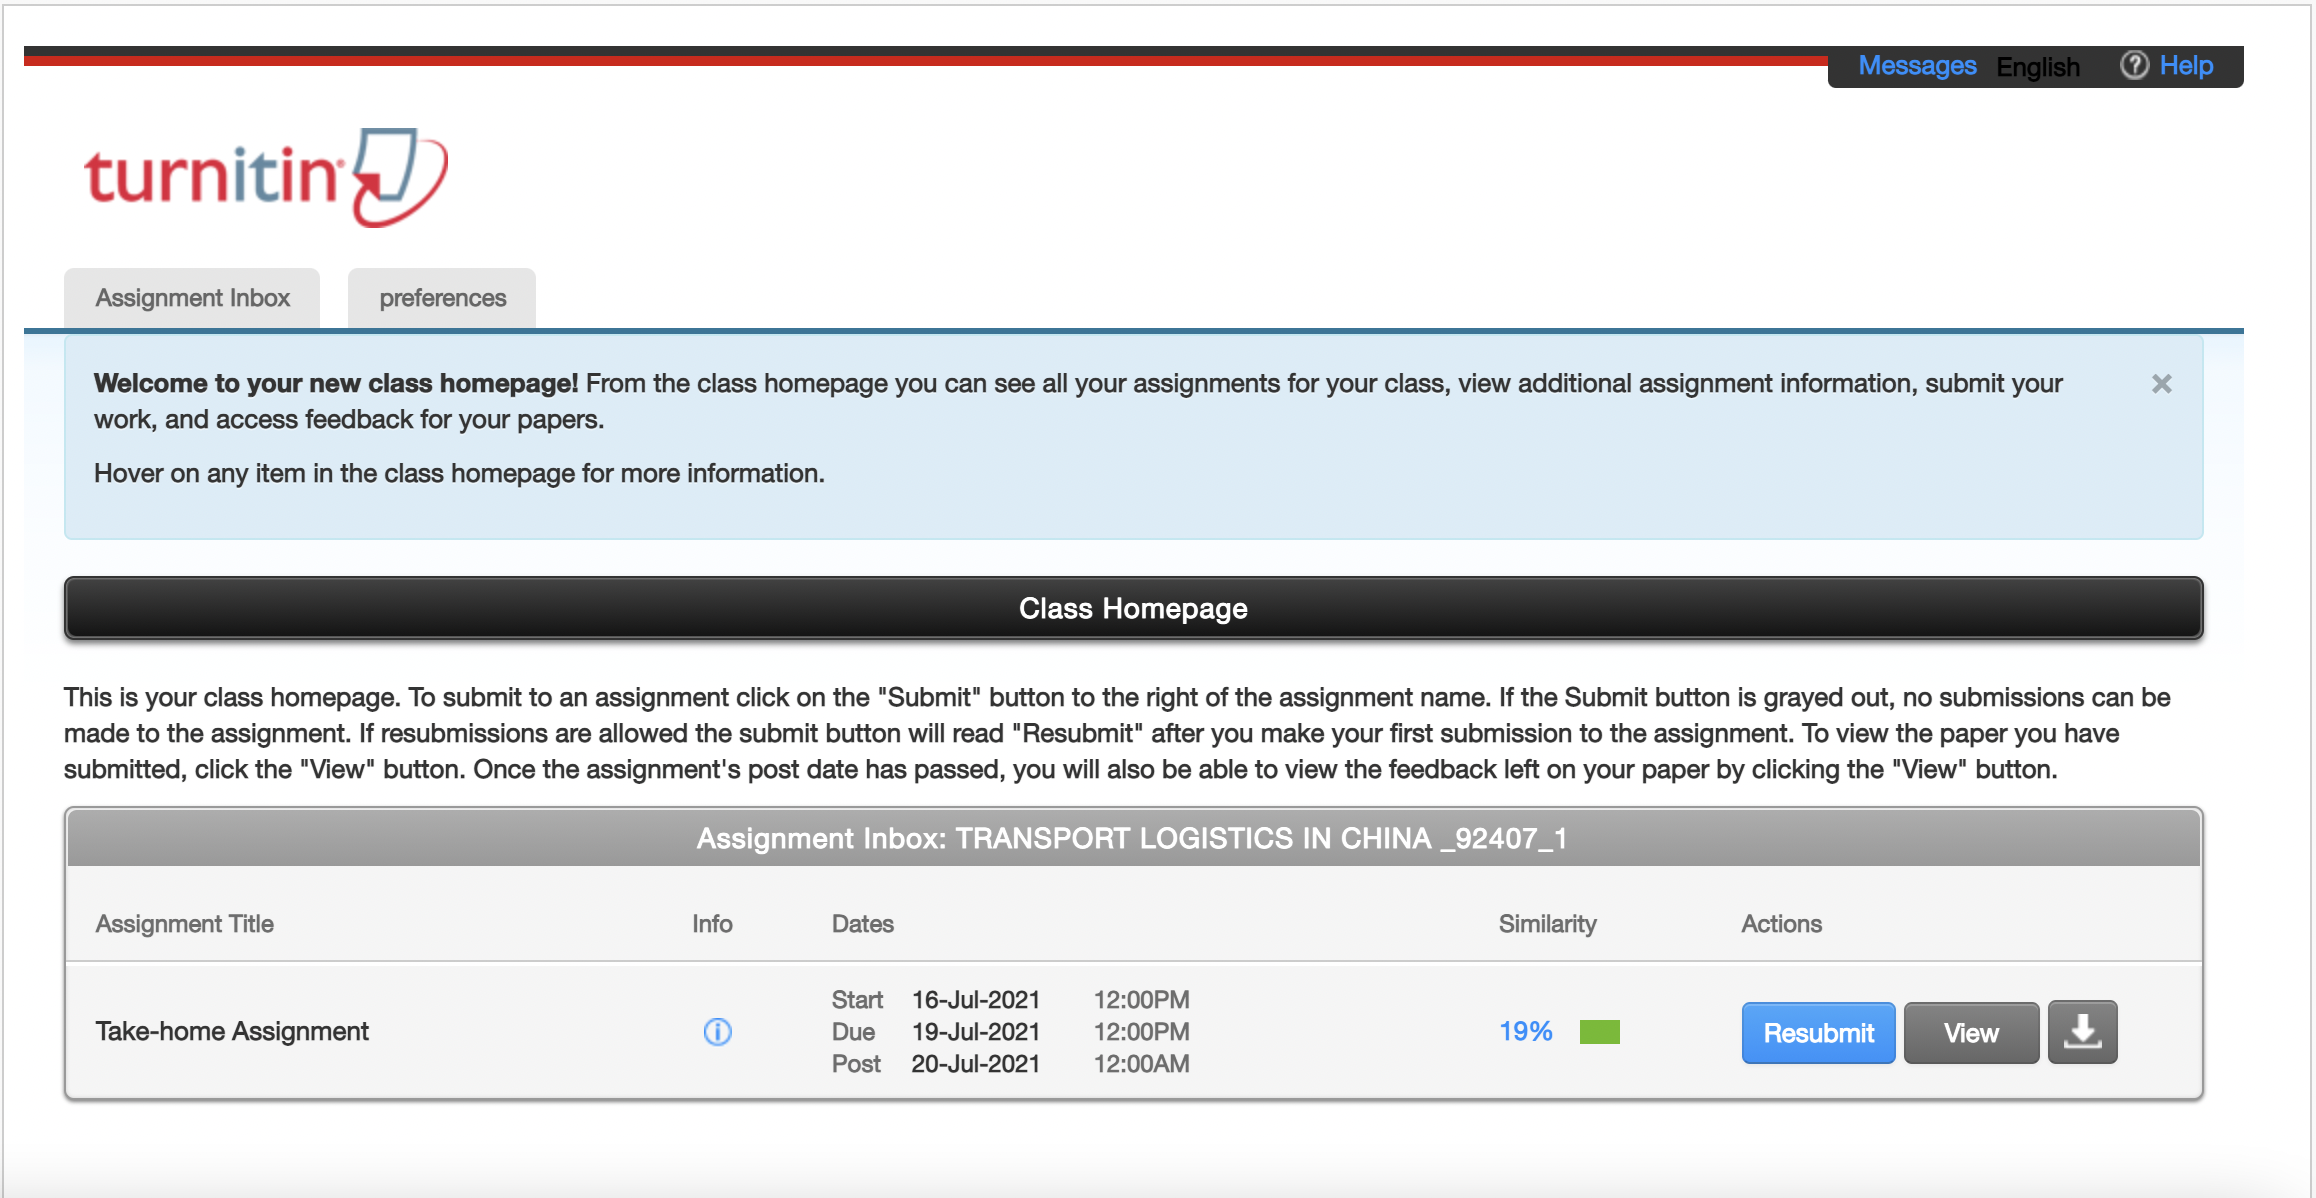 Messages English ? Help
turnitin
Assignment Inbox preferences
Welcome to your new class homepage! From the class homepage you can see all your assignments for your class, view additional assignment information, submit your
work, and access feedback for your papers.
Hover on any item in the class homepage for more information.
Class Homepage
This is your class homepage. To submit to an assignment click on the "Submit" button to the right of the assignment name. If the Submit button is grayed out, no submissions can be
made to the assignment. If resubmissions are allowed the submit button will read "Resubmit" after you make your first submission to the assignment. To view the paper you have
submitted, click the "View" button. Once the assignment's post date has passed, you will also be able to view the feedback left on your paper by clicking the "View" button.
Assignment Inbox: TRANSPORT LOGISTICS IN CHINA _92407_1
Assignment Title Info Dates Similarity Actions
Start 16-Jul-2021 12:00PM
Take-home Assignment Due 19-Jul-2021 12:00PM 19% Resubmit View
Post 20-Jul-2021 12:00AM